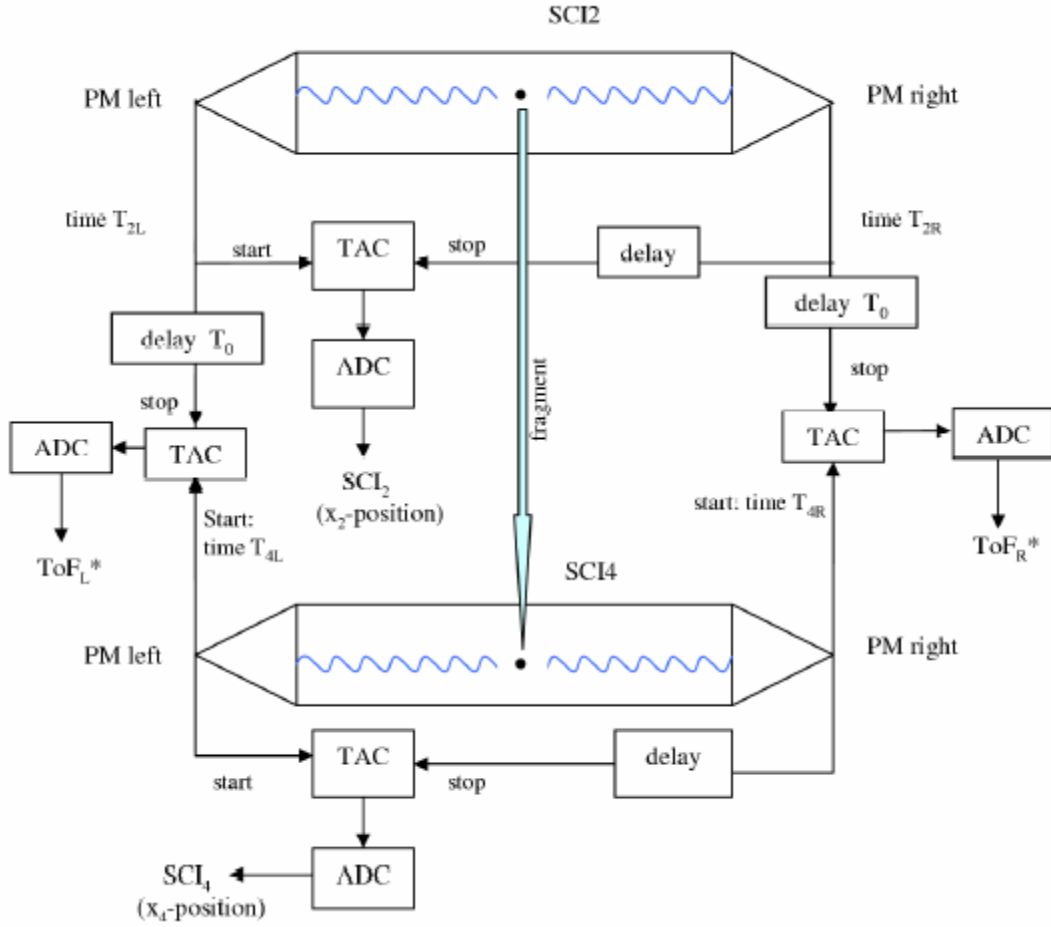 SCI2
PM left
PM right
time T2L
time T2R
start
TAC
stop
delay
delay T0
delay T0
ADC
stop
stop
fragment
ADC
TAC
TAC
ADC
SCI2
(x2-position)
Start:
time T4L
start: time T4R
ToFL*
ToFR*
SCI4
PM left
PM right
start
TAC
stop
delay
SCI4
(x4-position)
ADC